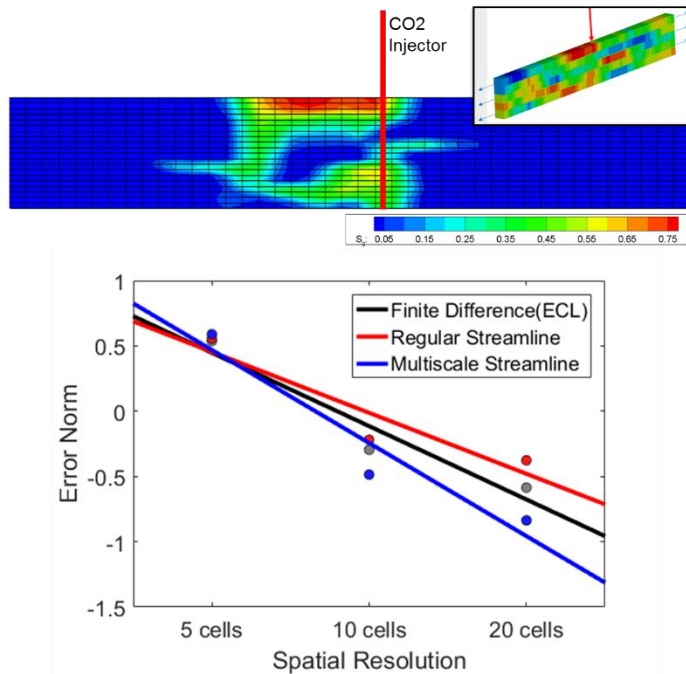 CO2
Injector
Sg: 0.05 0.15 0.25 0.35 0.45 0.55 0.65 0.75
1
0.5
0
-0.5
-1
-1.5
Error Norm
Finite Difference(ECL)
Regular Streamline
Multiscale Streamline
5 cells 10 cells 20 cells
Spatial Resolution